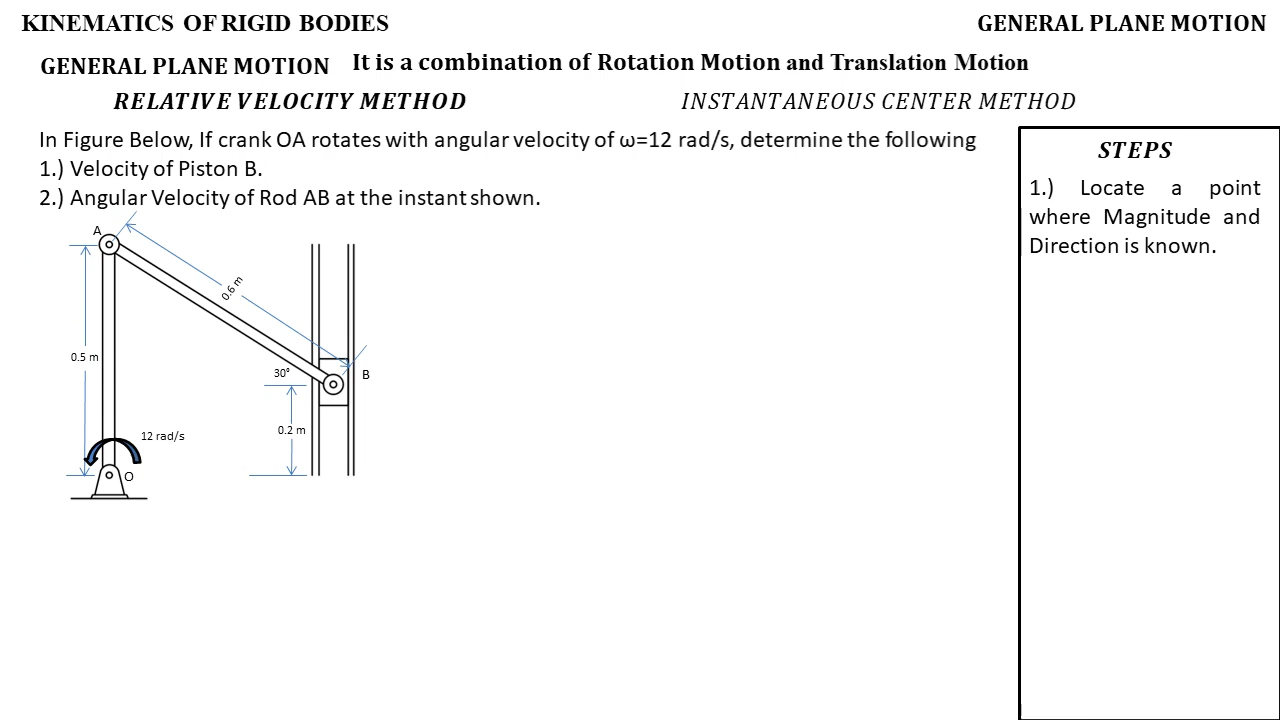 KINEMATICS OF RIGID BODIES
GENERAL PLANE MOTION
GENERAL PLANE MOTION It is a combination of Rotation Motion and Translation Motion
RELATIVE VELOCITY METHOD
INSTANTANEOUS CENTER METHOD
In Figure Below, If crank OA rotates with angular velocity of ω=12 rad/s, determine the following
1.) Velocity of Piston B.
2.) Angular Velocity of Rod AB at the instant shown.
A
0.6 m
0.5 m
30°
B
0.2 m
12 rad/s
O
STEPS
1.) Locate a point
where Magnitude and
Direction is known.